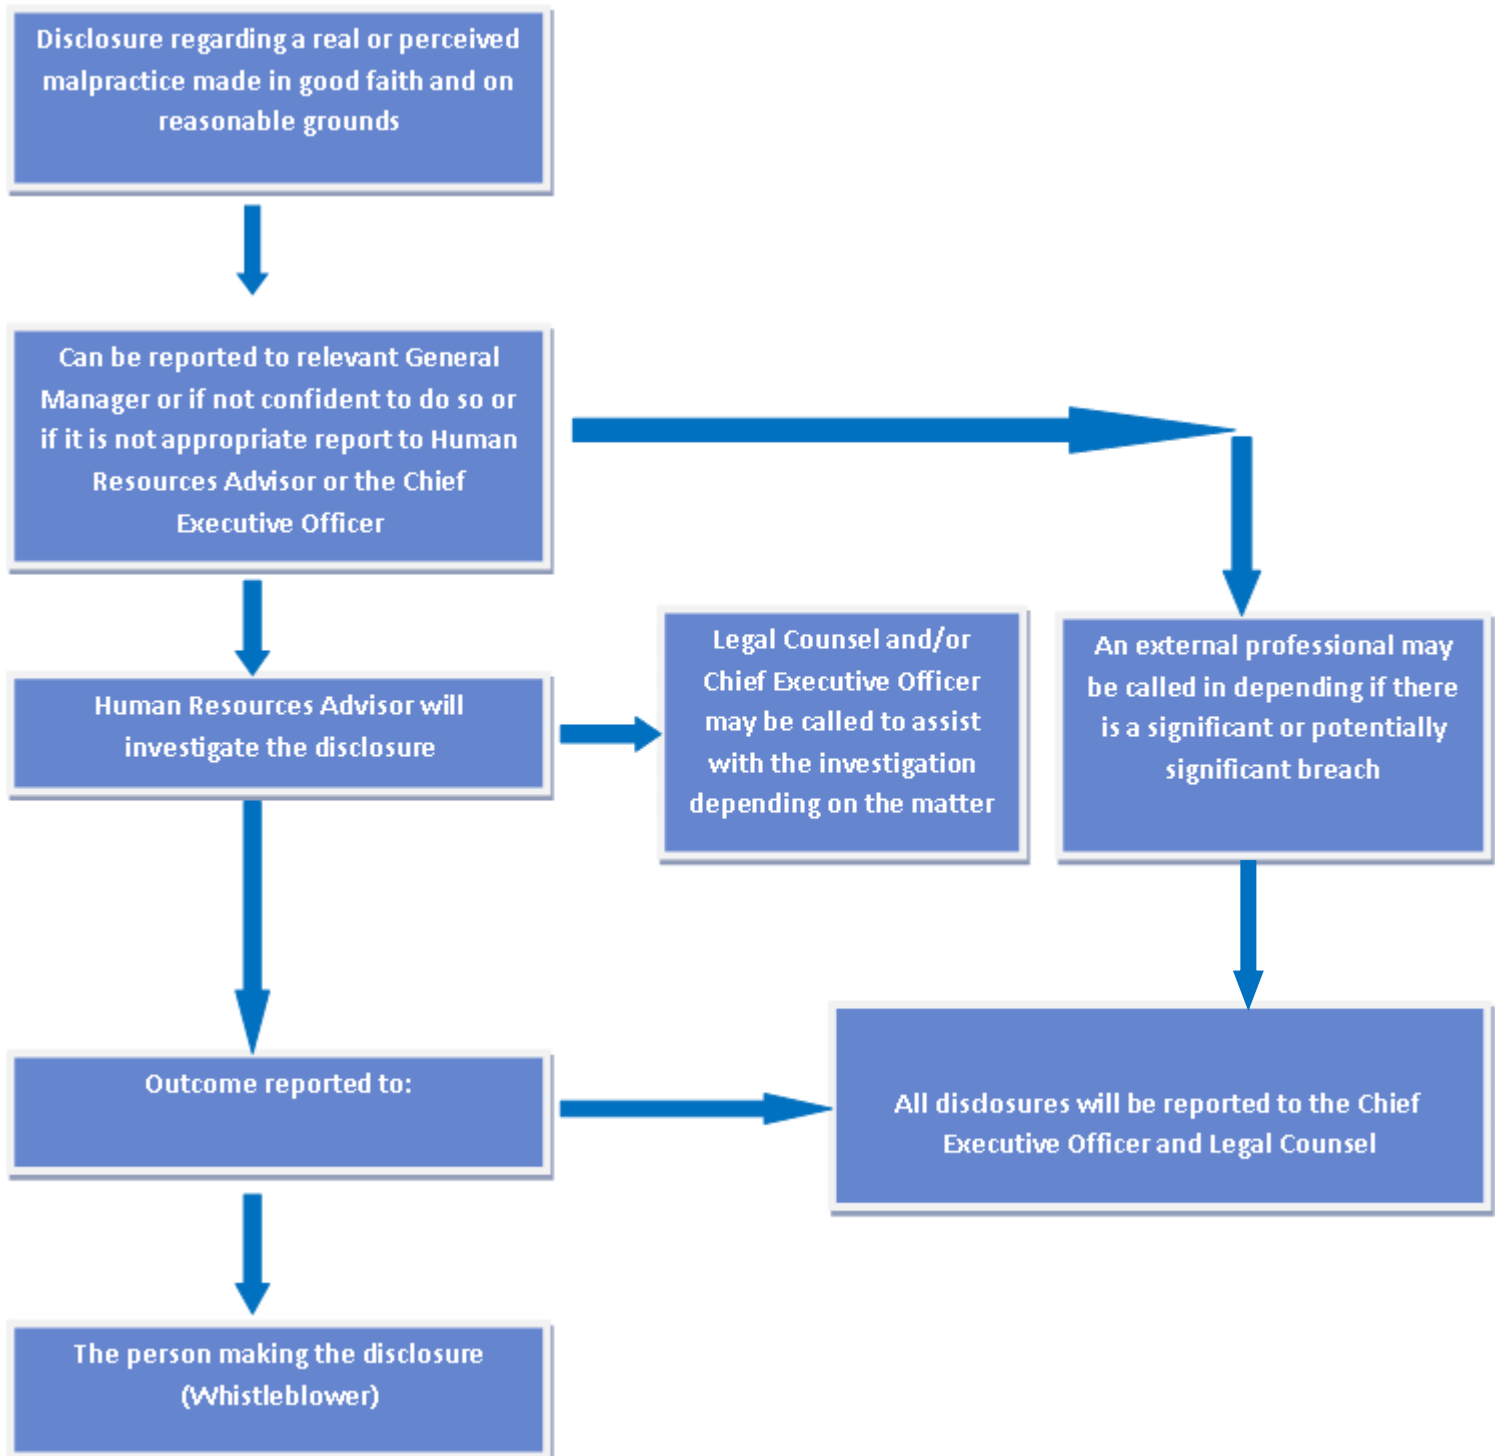 Disclosure regarding a real or perceived
malpractice made in good faith and on
reasonable grounds
Can be reported to relevant General
Manager or if not confident to do so or
if it is not appropriate report to Human
Resources Advisor or the Chief
Executive Officer
Human Resources Advisor will
investigate the disclosure
Legal Counsel and/or
Chief Executive Officer
may be called to assist
with the investigation
depending on the matter
An external professional may
be called in depending if there
is a significant or potentially
significant breach
Outcome reported to:
All disclosures will be reported to the Chief
Executive Officer and Legal Counsel
The person making the disclosure
(Whistleblower)